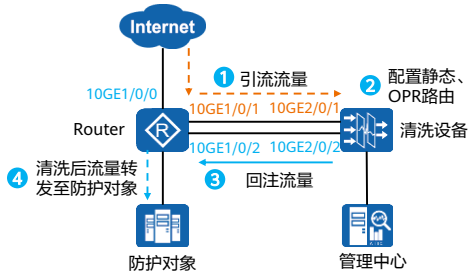 Internet
1 引流流量
2 配置静态、
OPR路由
10GE1/0/0
10GE1/0/1 10GE2/0/1
Router
R
清洗设备
10GE1/0/2 10GE2/0/2
4 清洗后流量转
发至防护对象
3 回注流量
防护对象
管理中心